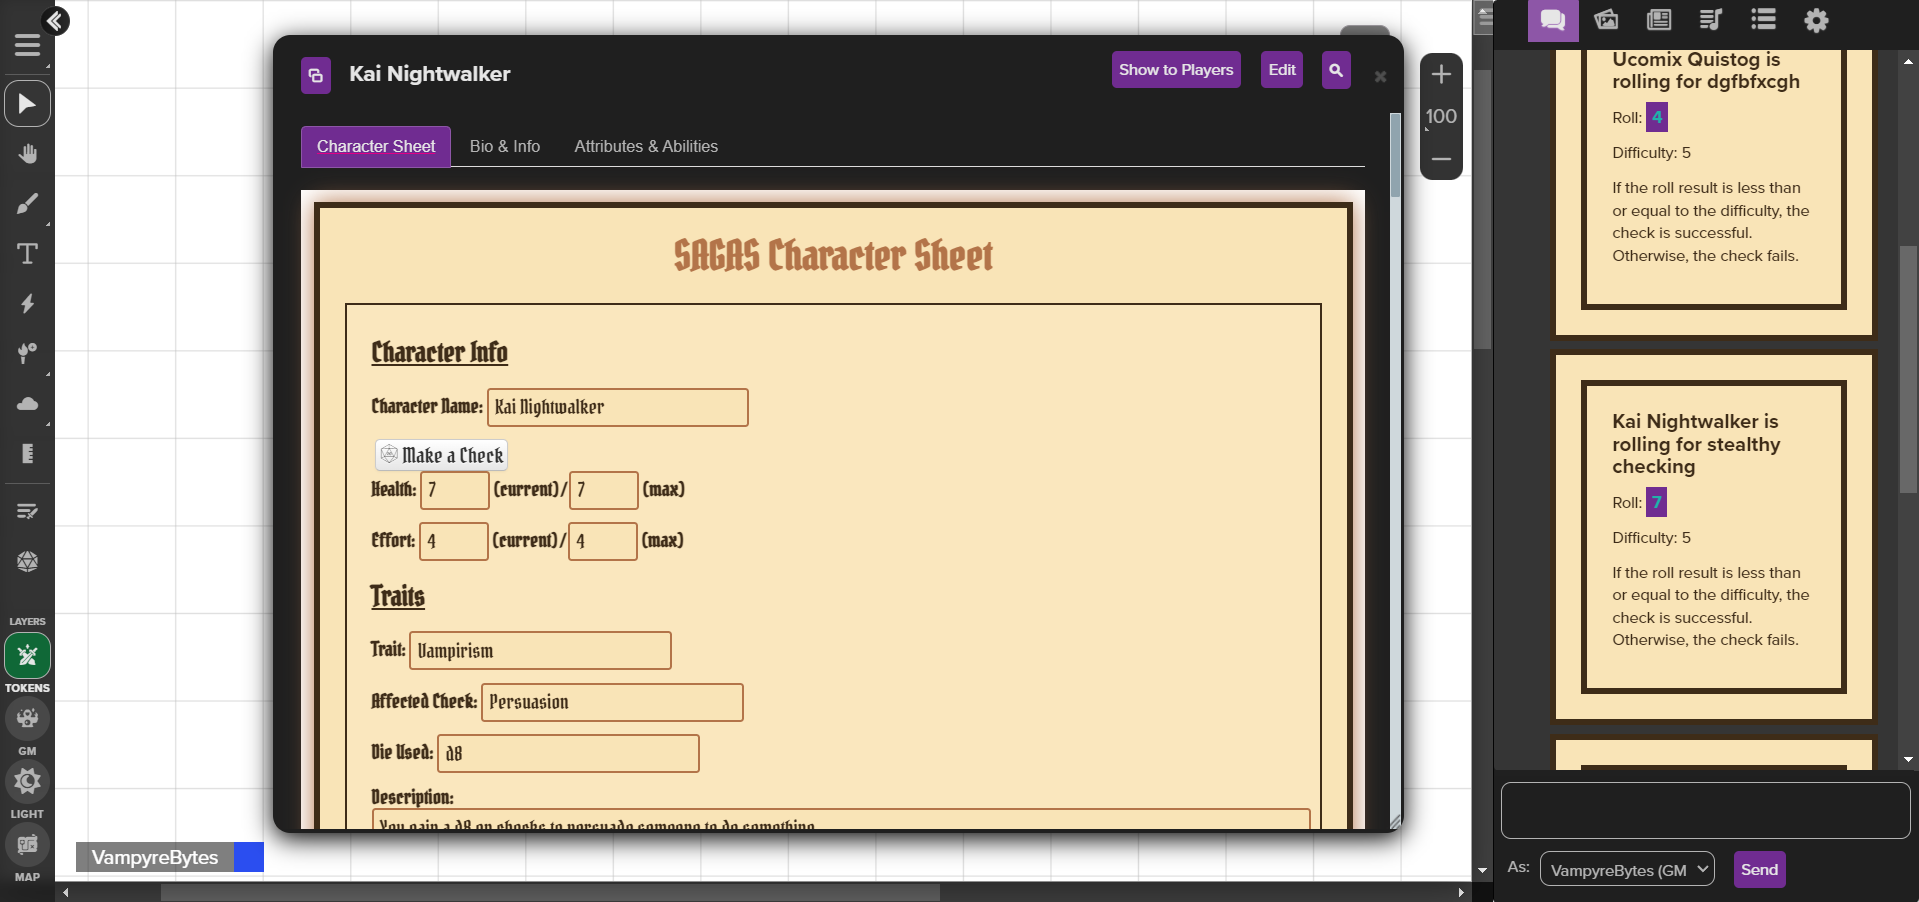 Kai Nightwalker
Show to Players
Edit
Character Sheet
Bio & Info
Attributes & Abilities
SAGAS Character Sheet
Character Info
Character Name: Kai Nightwalker
Make a Check
Health: 7 (current)/ 7 (max)
Effort: 4 (current)/ 4 (max)
Traits
Trait: Vampirism
Affected Check: Persuasion
Die Used: d8
Description:
You gain a d8 on checks to persuade someone to do something
100
LAYERS
TOKENS
GM
LIGHT
MAP
VampyreBytes
Ucomix Quistog is
rolling for dgfbfxcgh
Roll: 4
Difficulty: 5
If the roll result is less than
or equal to the difficulty, the
check is successful.
Otherwise, the check fails.
Kai Nightwalker is
rolling for stealthy
checking
Roll: 7
Difficulty: 5
If the roll result is less than
or equal to the difficulty, the
check is successful.
Otherwise, the check fails.
As: VampyreBytes (GM
Send